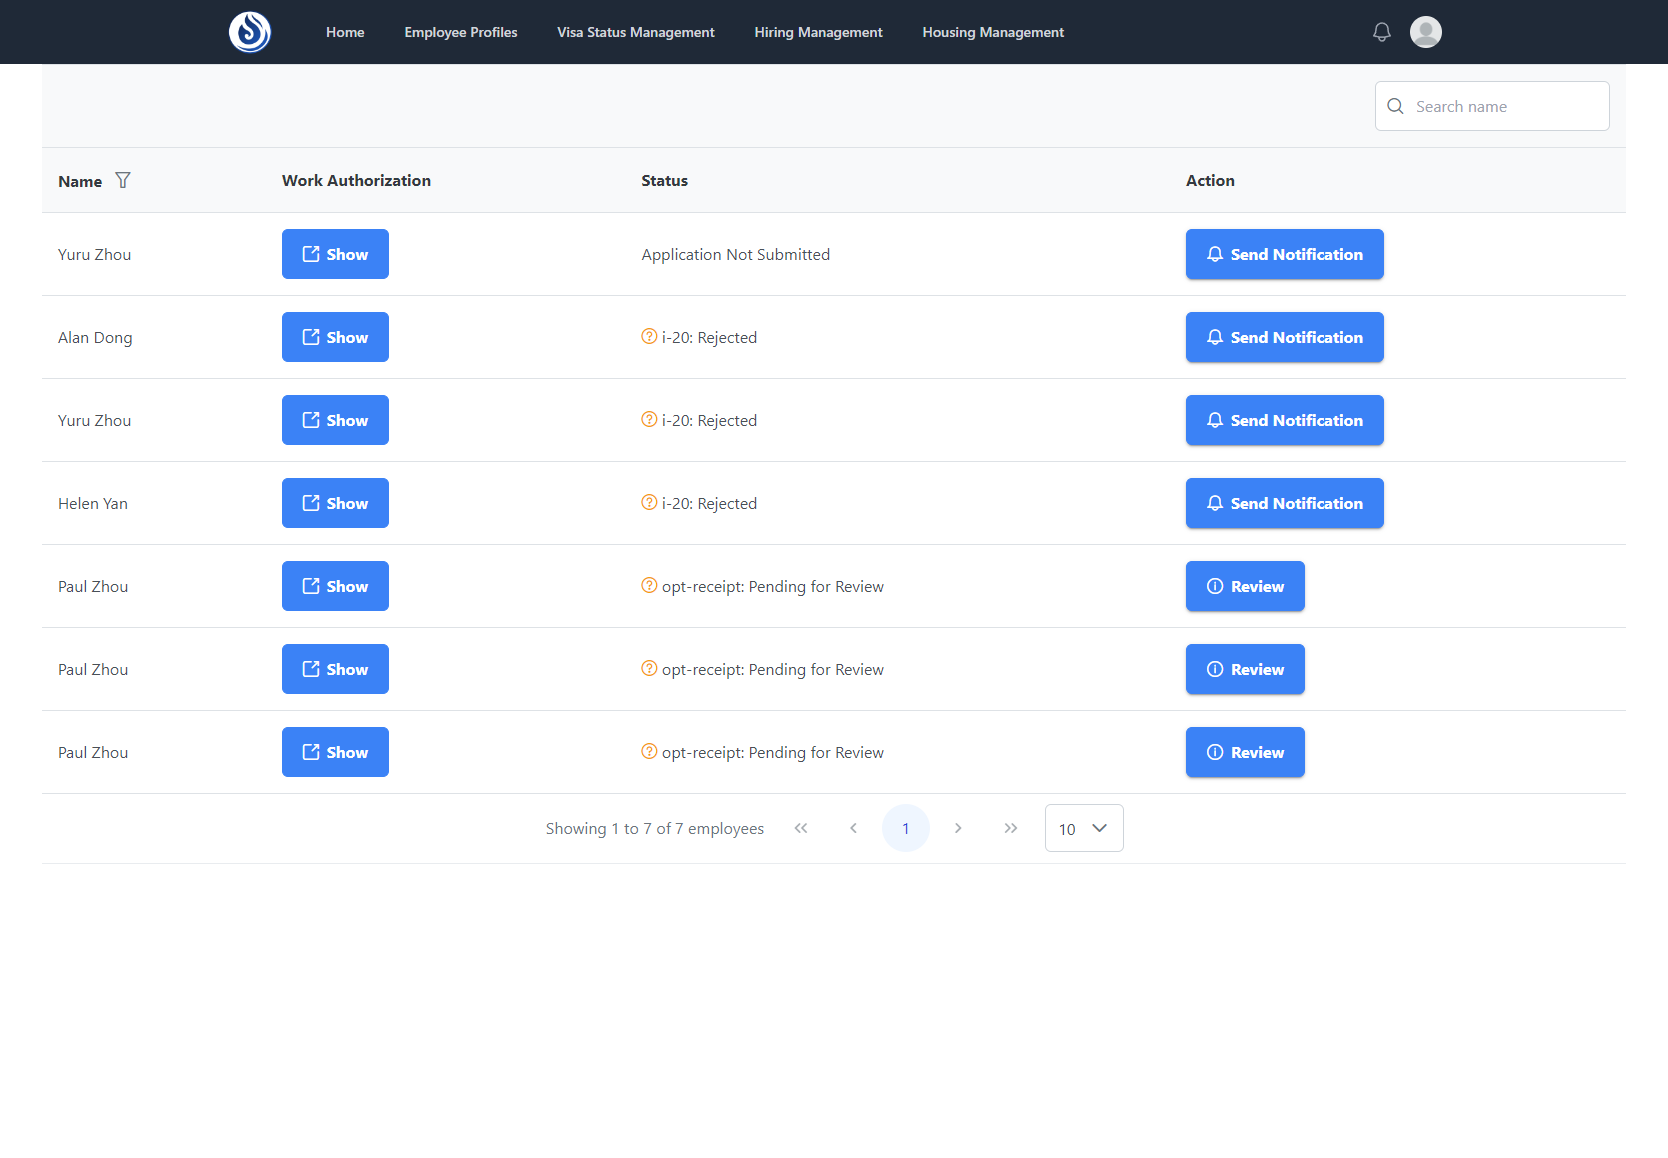 Home Employee Profiles Visa Status Management Hiring Management Housing Management
Search name
Name Work Authorization Status Action
Yuru Zhou Show Application Not Submitted Send Notification
Alan Dong Show i-20: Rejected Send Notification
Yuru Zhou Show i-20: Rejected Send Notification
Helen Yan Show i-20: Rejected Send Notification
Paul Zhou Show opt-receipt: Pending for Review Review
Paul Zhou Show opt-receipt: Pending for Review Review
Paul Zhou Show opt-receipt: Pending for Review Review
Showing 1 to 7 of 7 employees 1 10